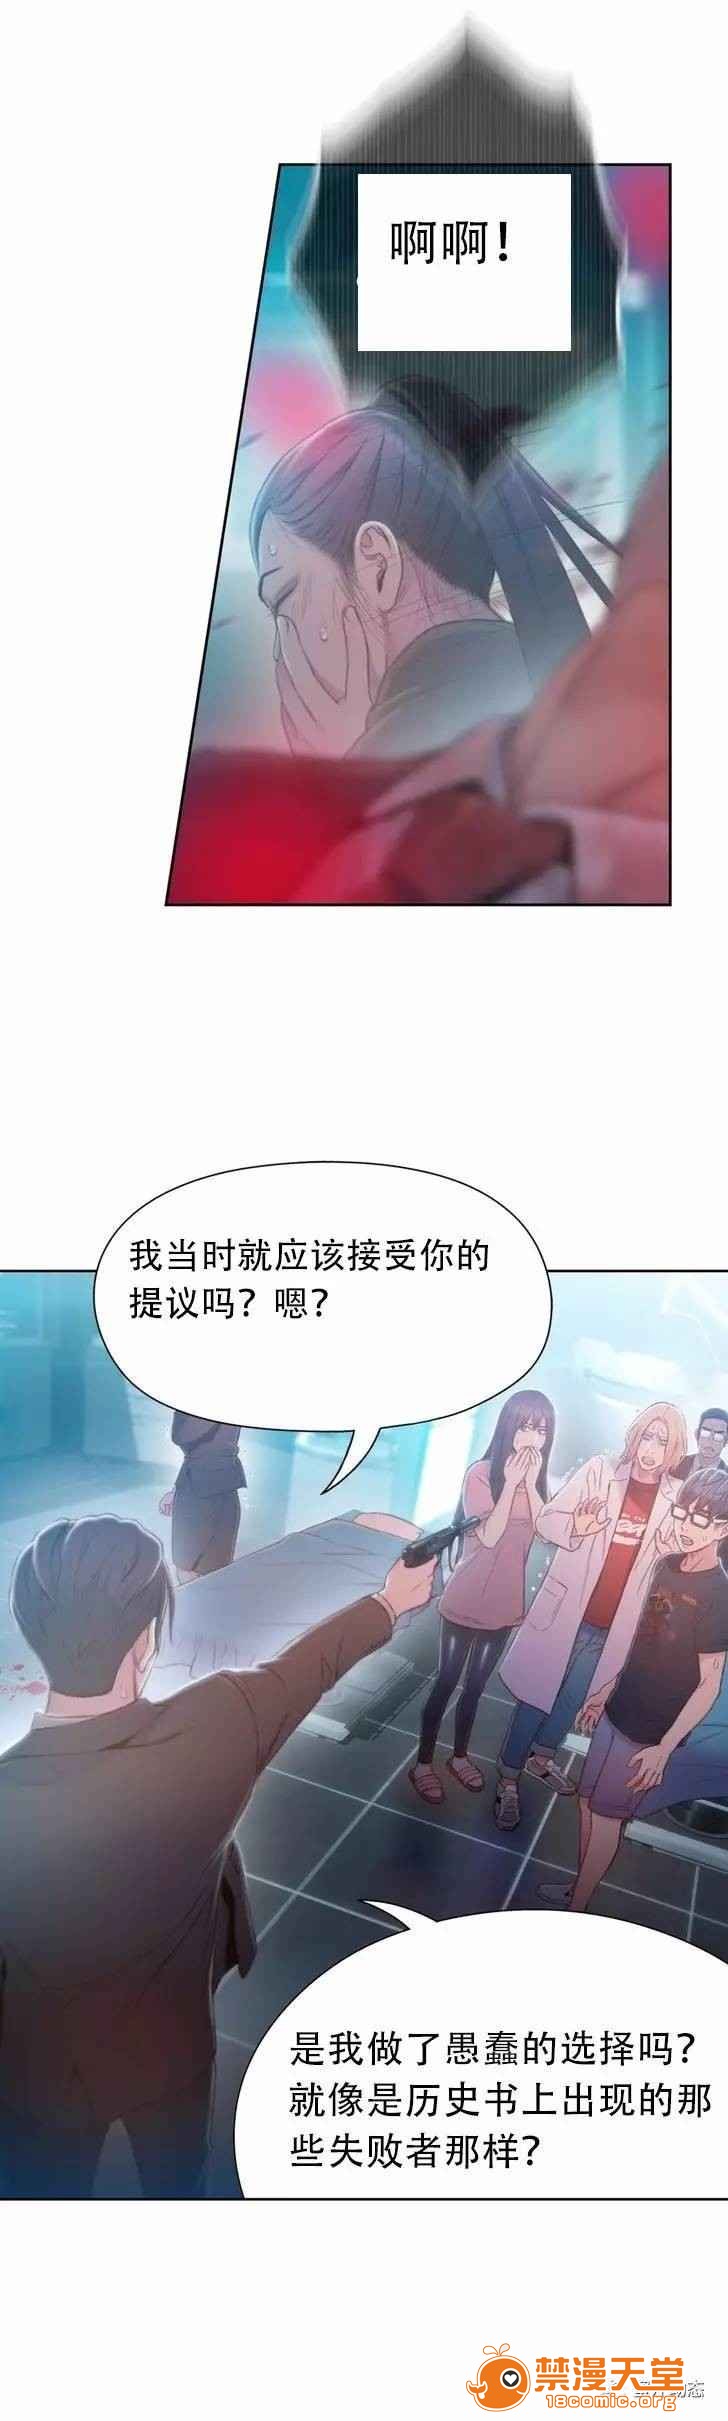 啊啊！
我当时就应该接受你的
提议吗？嗯？
是我做了愚蠢的选择吗？
就像是历史书上出现的那
些失败者那样？
禁漫天堂
18comic.org